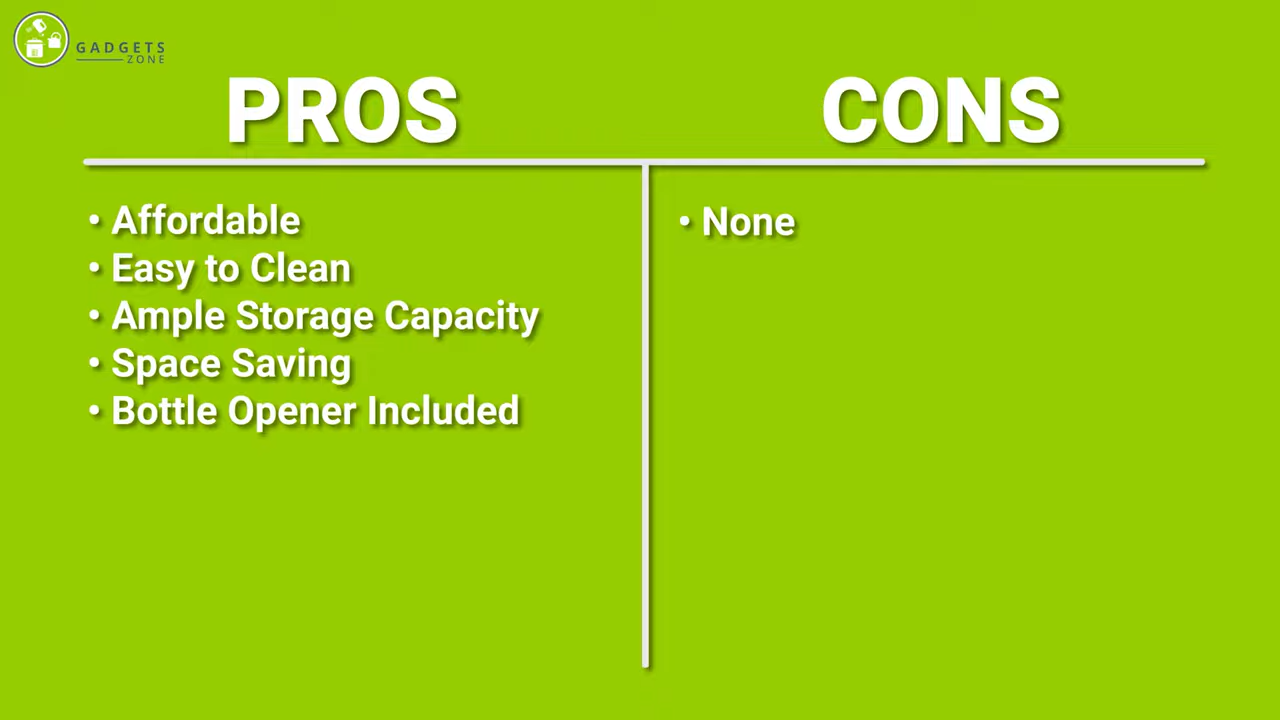 GADGETS
ZONE
PROS
CONS
• Affordable
• Easy to Clean
• Ample Storage Capacity
• Space Saving
• Bottle Opener Included
• None